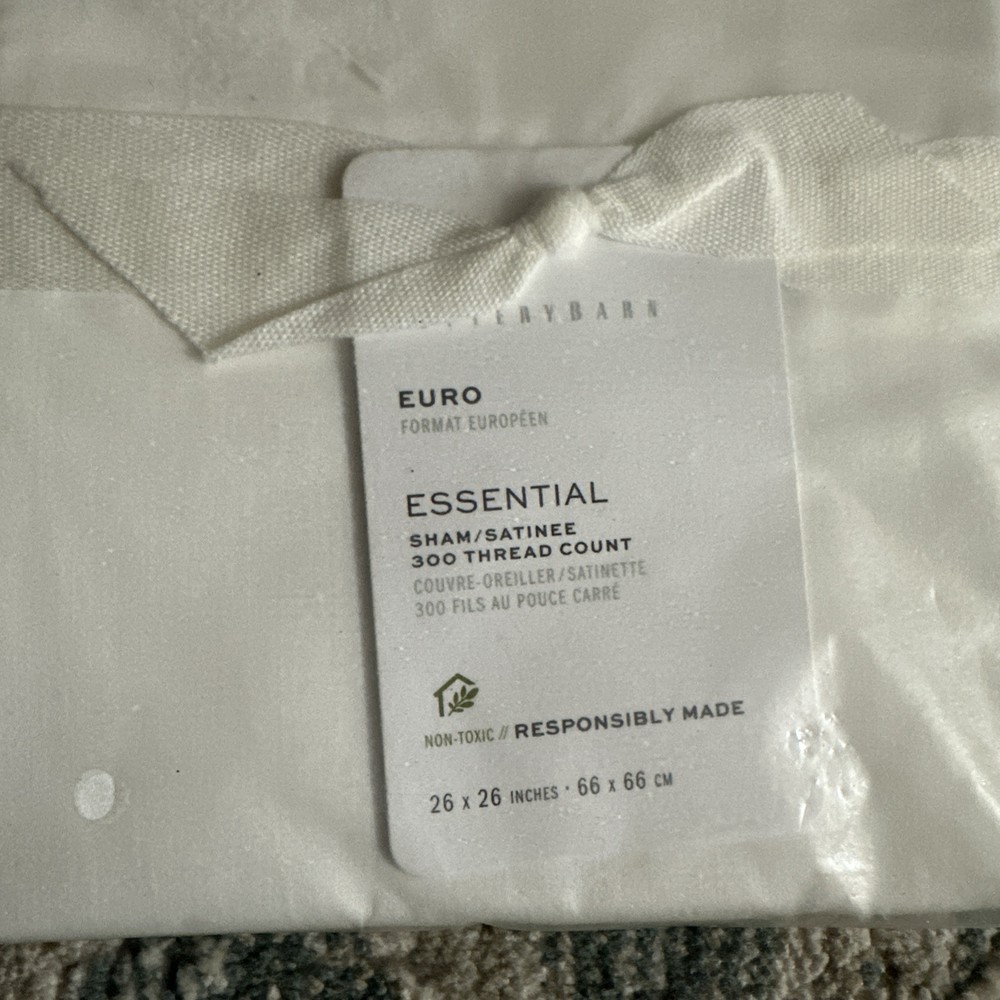 EURO
FORMAT EUROPÉEN
ESSENTIAL
SHAM/SATINEE
300 THREAD COUNT
COUVRE-OREILLER/SATINETTE
300 FILS AU POUCE CARRÉ
NON-TOXIC // RESPONSIBLY MADE
26 x 26 INCHES · 66 x 66 CM